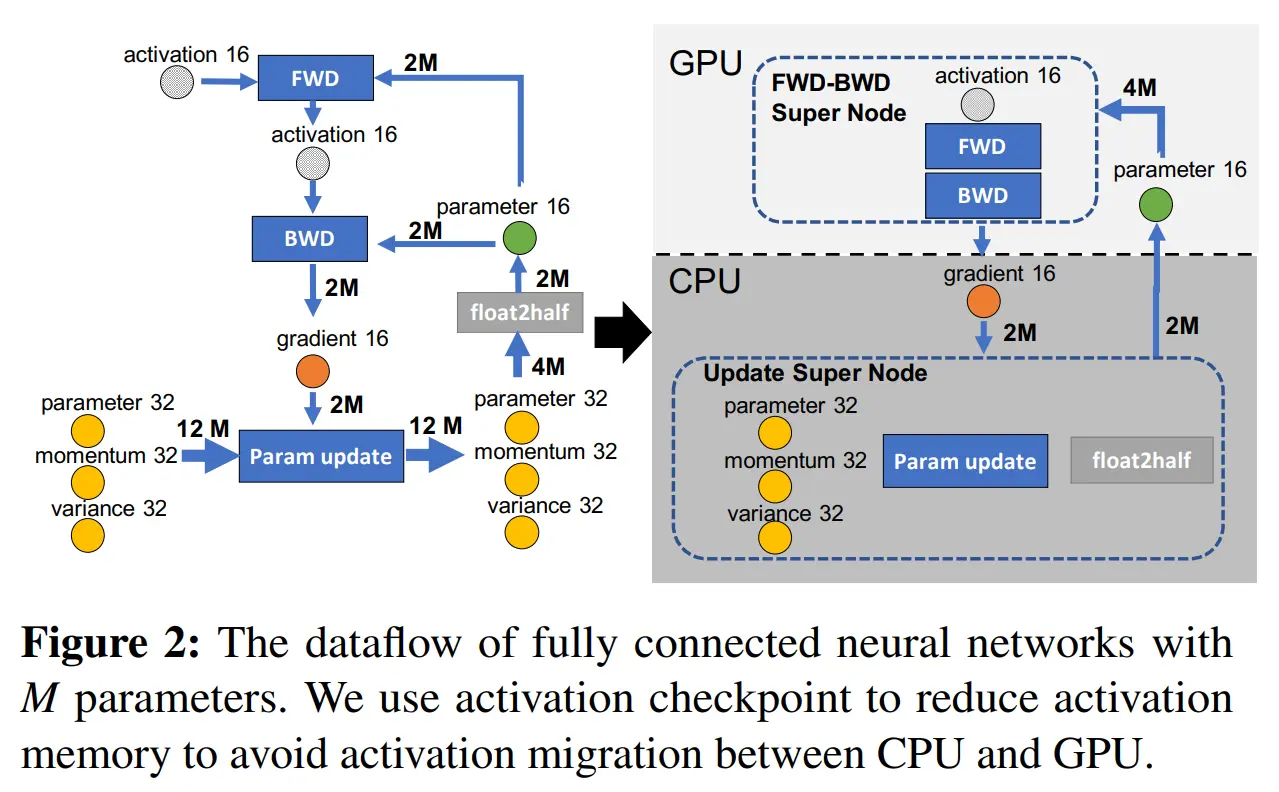 activation 16
FWD
2M
activation 16
parameter 16
BWD
2M
2M
2M
float2half
gradient 16
4M
2M
parameter 32
momentum 32
variance 32
12 M
Param update
12 M
parameter 32
momentum 32
variance 32
GPU
FWD-BWD
Super Node
activation 16
FWD
BWD
4M
parameter 16
CPU
gradient 16
2M
2M
Update Super Node
parameter 32
momentum 32
variance 32
Param update
float2half
Figure 2: The dataflow of fully connected neural networks with
M parameters. We use activation checkpoint to reduce activation
memory to avoid activation migration between CPU and GPU.